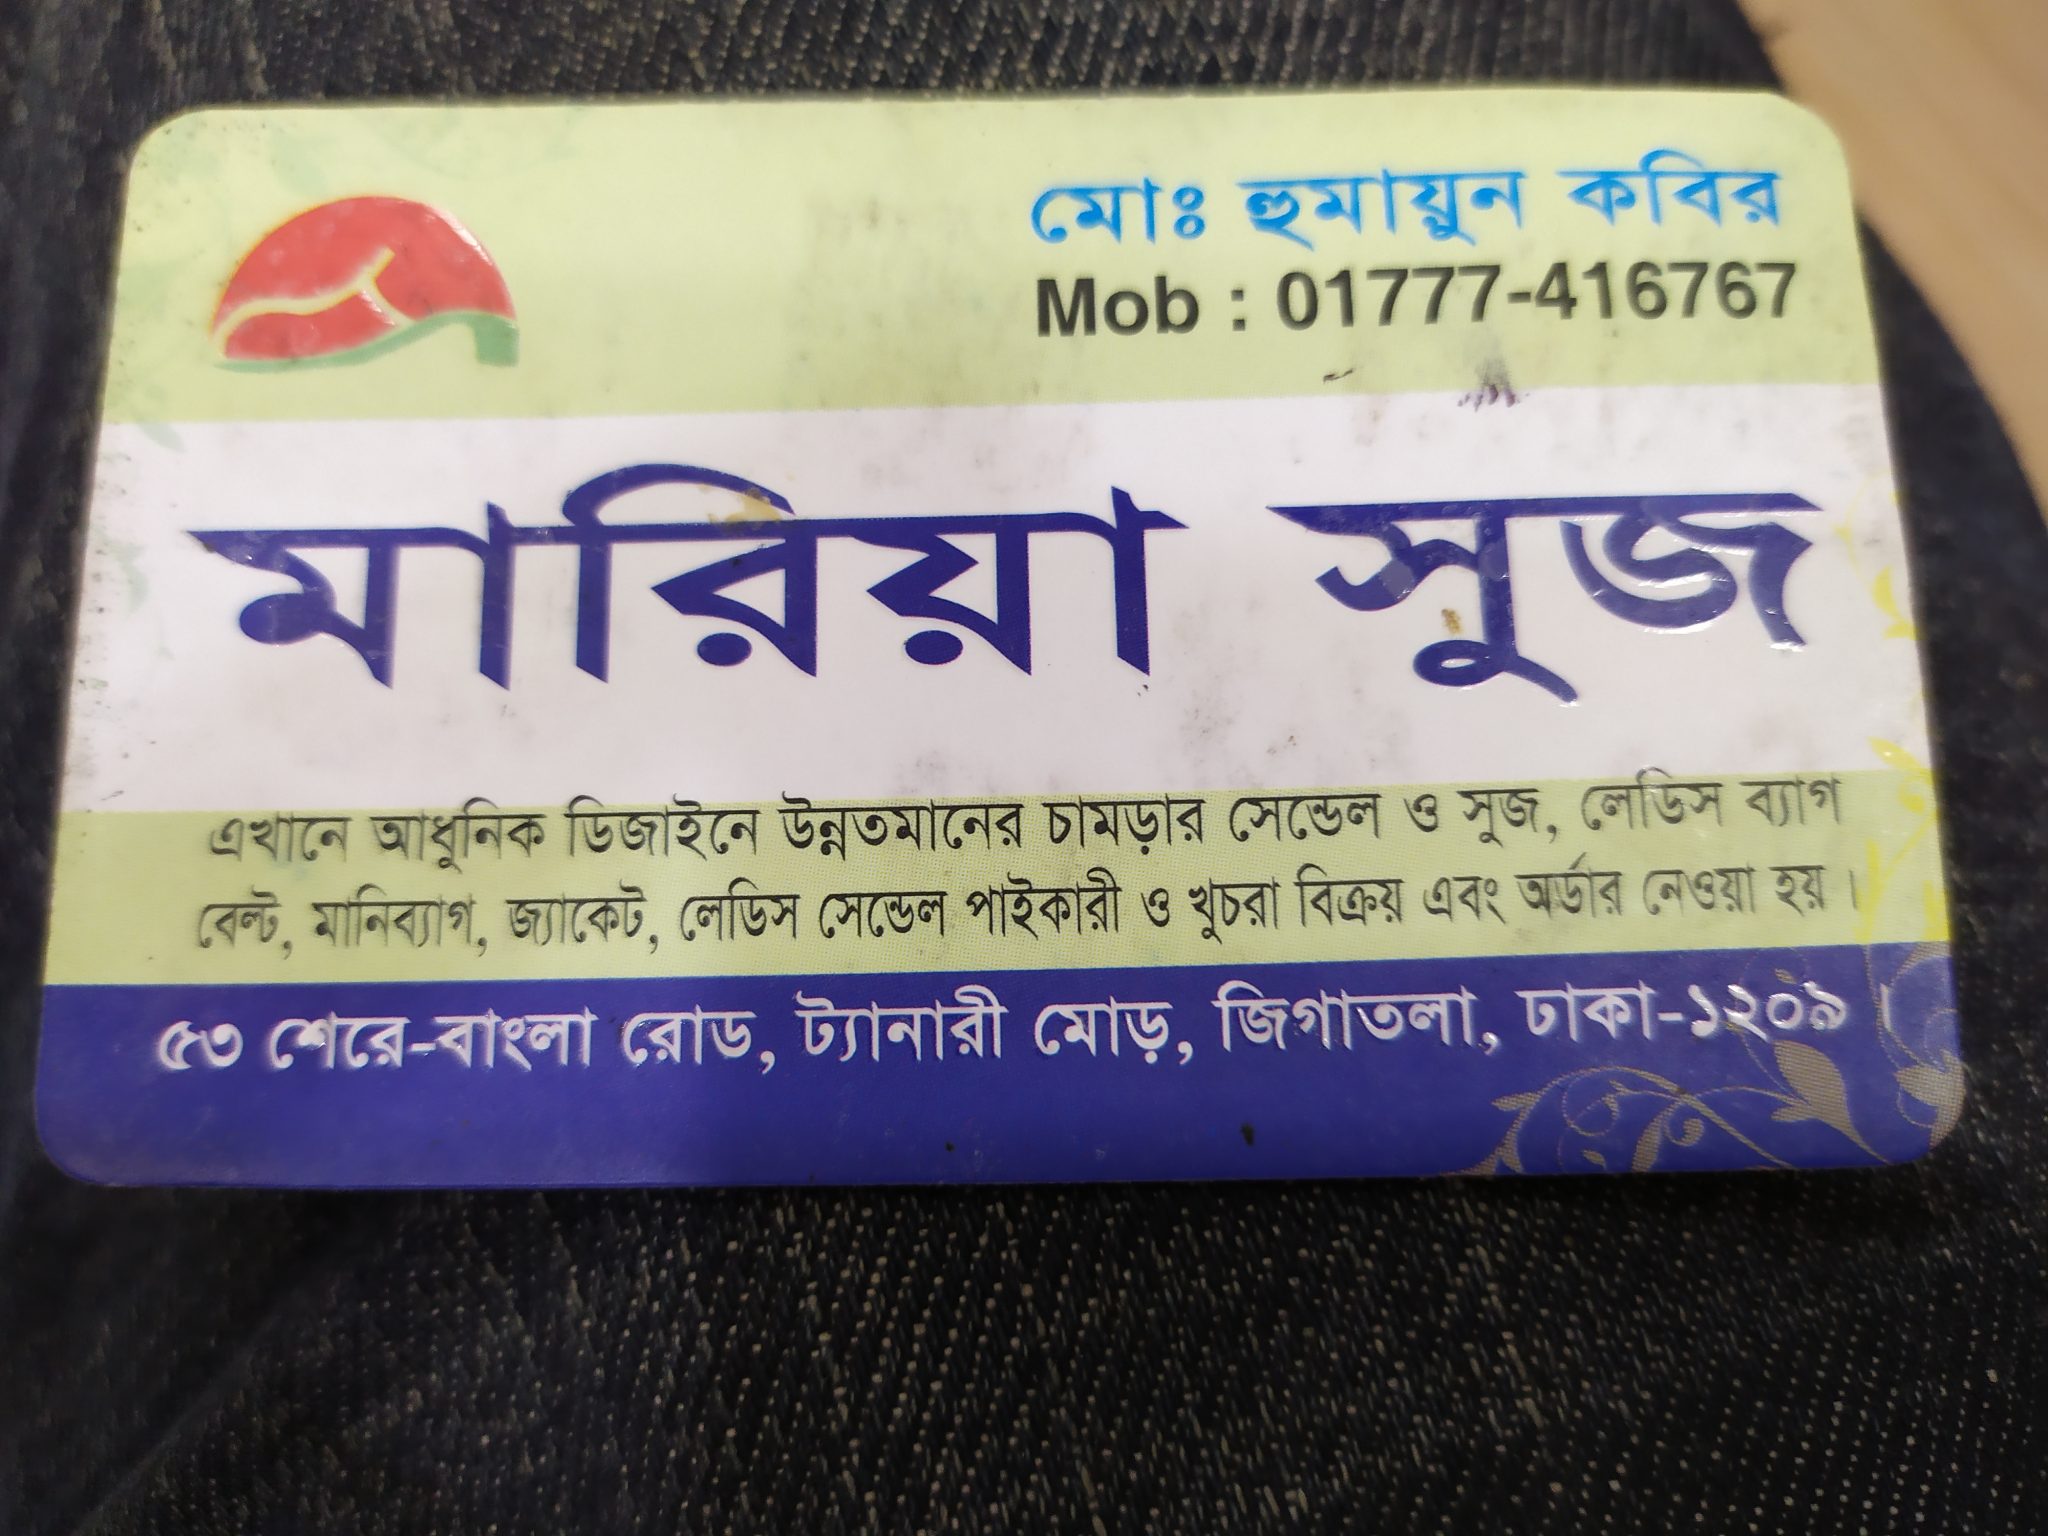 মোঃ হুমায়ুন কবির
Mob : 01777-416767
মারিয়া সুজ
এখানে আধুনিক ডিজাইনে উন্নতমানের চামড়ার সেন্ডেল ও সুজ, লেডিস ব্যাগ
বেল্ট, মানিব্যাগ, জ্যাকেট, লেডিস সেন্ডেল পাইকারী ও খুচরা বিক্রয় এবং অর্ডার নেওয়া হয় ।
৫৩ শেরে-বাংলা রোড, ট্যানারী মোড়, জিগাতলা, ঢাকা-১২০৯ ।